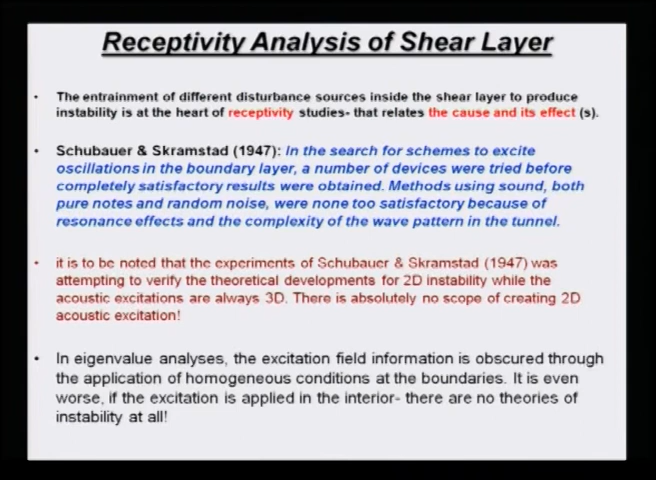 Receptivity Analysis of Shear Layer
• The entrainment of different disturbance sources inside the shear layer to produce
instability is at the heart of receptivity studies- that relates the cause and its effect (s).
• Schubauer & Skramstad (1947): In the search for schemes to excite
oscillations in the boundary layer, a number of devices were tried before
completely satisfactory results were obtained. Methods using sound, both
pure notes and random noise, were none too satisfactory because of
resonance effects and the complexity of the wave pattern in the tunnel.
• it is to be noted that the experiments of Schubauer & Skramstad (1947) was
attempting to verify the theoretical developments for 2D instability while the
acoustic excitations are always 3D. There is absolutely no scope of creating 2D
acoustic excitation!
• In eigenvalue analyses, the excitation field information is obscured through
the application of homogeneous conditions at the boundaries. It is even
worse, if the excitation is applied in the interior- there are no theories of
instability at all!